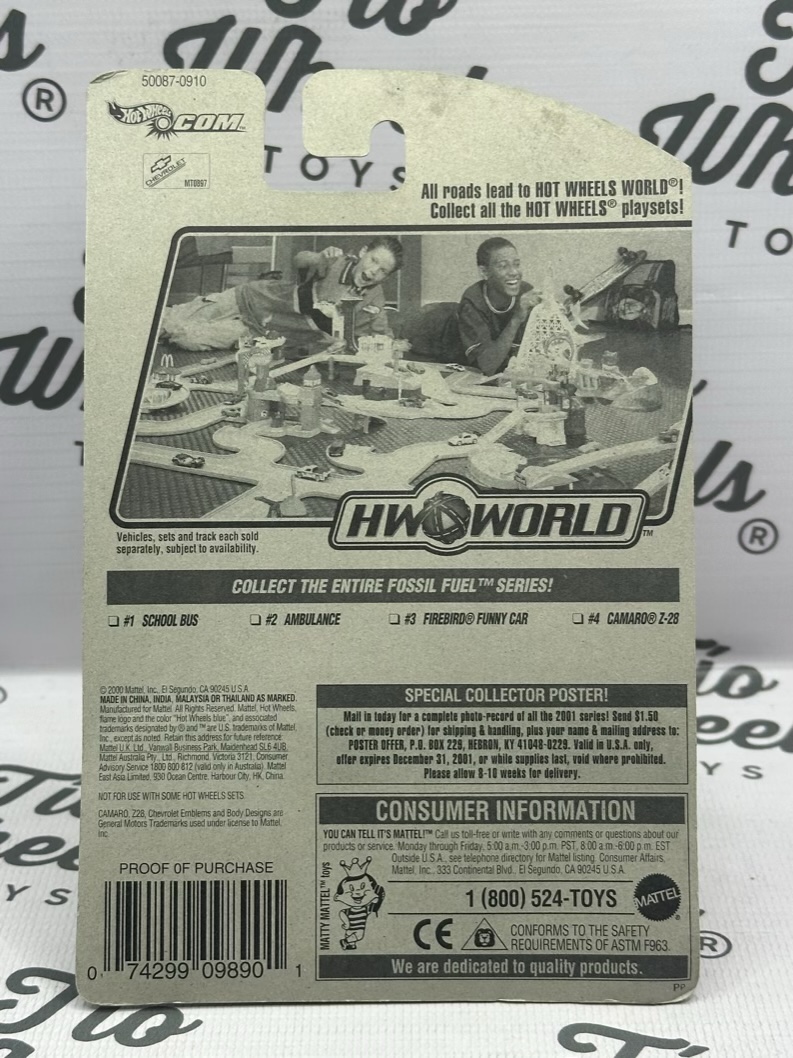 50087-0910
Hot Wheels
.COM™
CHEVROLET
MT0897
All roads lead to HOT WHEELS WORLD®!
Collect all the HOT WHEELS® playsets!
HW WORLD™
Vehicles, sets and track each sold
separately, subject to availability.
COLLECT THE ENTIRE FOSSIL FUEL™ SERIES!
❑ #1 SCHOOL BUS ❑ #2 AMBULANCE ❑ #3 FIREBIRD® FUNNY CAR ❑ #4 CAMARO® Z-28
© 2000 Mattel, Inc., El Segundo, CA 90245 U.S.A.
MADE IN CHINA, INDIA, MALAYSIA OR THAILAND AS MARKED.
Manufactured for Mattel. All Rights Reserved. Mattel, Hot Wheels,
flame logo and the color "Hot Wheels blue", and associated
trademarks designated by ® and ™ are U.S. trademarks of Mattel,
Inc., except as noted. Retain this address for future reference:
Mattel U.K. Ltd., Vanwall Business Park, Maidenhead SL6 4UB.
Mattel Australia Pty., Ltd., Richmond, Victoria 3121. Consumer
Advisory Service 1800 800 812 (valid only in Australia). Mattel
East Asia Limited, 930 Ocean Centre, Harbour City, HK, China.
NOT FOR USE WITH SOME HOT WHEELS SETS.
CAMARO, Z28, Chevrolet Emblems and Body Designs are
General Motors Trademarks used under license to Mattel,
Inc.
PROOF OF PURCHASE
0 74299 09890 1
SPECIAL COLLECTOR POSTER!
Mail in today for a complete photo-record of all the 2001 series! Send $1.50
(check or money order) for shipping & handling, plus your name & mailing address to:
POSTER OFFER, P.O. BOX 229, HEBRON, KY 41048-0229. Valid in U.S.A. only,
offer expires December 31, 2001, or while supplies last, void where prohibited.
Please allow 8-10 weeks for delivery.
CONSUMER INFORMATION
YOU CAN TELL IT'S MATTEL!™ Call us toll-free or write with any comments or questions about our
products or service. Monday through Friday, 5:00 a.m.-3:00 p.m. PST, 8:00 a.m.-6:00 p.m. EST.
Outside U.S.A., see telephone directory for Mattel listing. Consumer Affairs,
Mattel, Inc., 333 Continental Blvd., El Segundo, CA 90245 U.S.A.
MATTY MATTEL™ toys
1 (800) 524-TOYS
MATTEL®
CE
CONFORMS TO THE SAFETY
REQUIREMENTS OF ASTM F963.
We are dedicated to quality products.
PP
Tio
Wheels®
TOYS